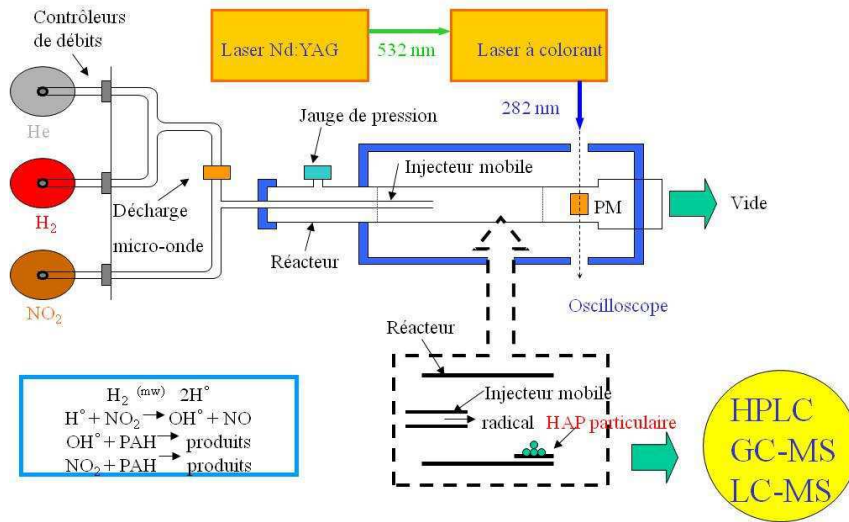 Contrôleurs
de débits
Laser Nd:YAG
532 nm
Laser à colorant
282 nm
He
Jauge de pression
Injecteur mobile
H₂
Décharge
micro-onde
Réacteur
PM
Vide
NO₂
Oscilloscope
Réacteur
Injecteur mobile
radical
HAP particulaire
H₂ (mw) 2H°
H° + NO₂ → OH° + NO
OH° + PAH → produits
NO₂ + PAH → produits
HPLC
GC-MS
LC-MS